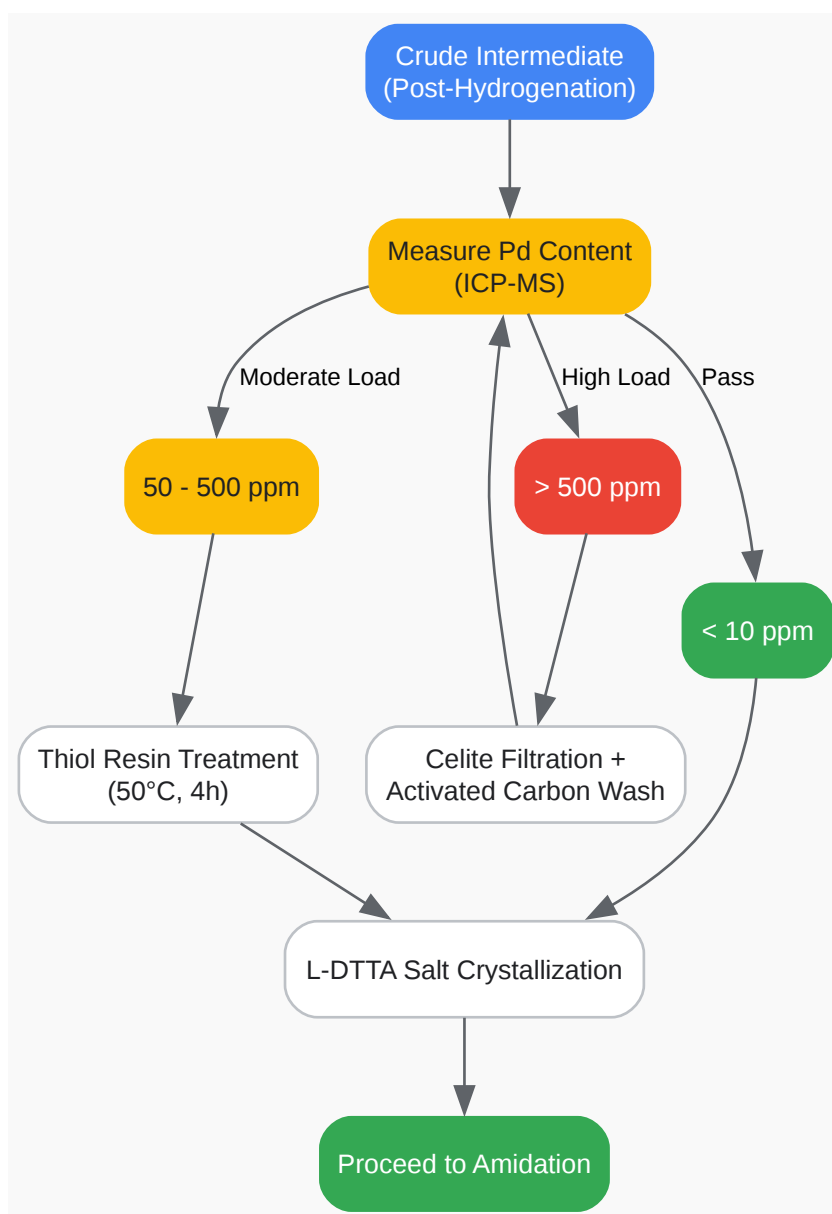 Crude Intermediate
(Post-Hydrogenation)
Measure Pd Content
(ICP-MS)
Moderate Load
High Load
Pass
50 - 500 ppm
> 500 ppm
< 10 ppm
Thiol Resin Treatment
(50°C, 4h)
Celite Filtration +
Activated Carbon Wash
L-DTTA Salt Crystallization
Proceed to Amidation